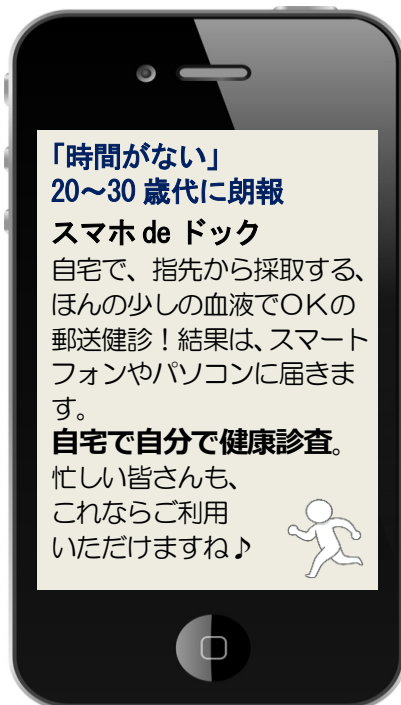 「時間がない」
20～30歳代に朗報
スマホ de ドック
自宅で、指先から採取する、
ほんの少しの血液でＯＫの
郵送健診！結果は、スマート
フォンやパソコンに届きま
す。
自宅で自分で健康診査。
忙しい皆さんも、
これならご利用
いただけますね♪